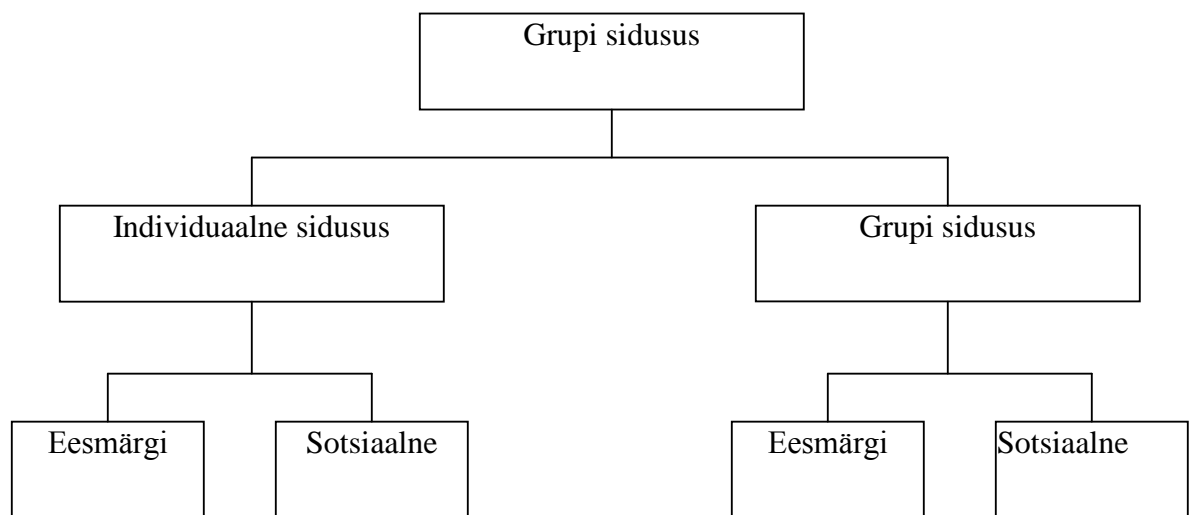 Grupi sidusus
Individuaalne sidusus
Grupi sidusus
Eesmärgi
Sotsiaalne
Eesmärgi
Sotsiaalne